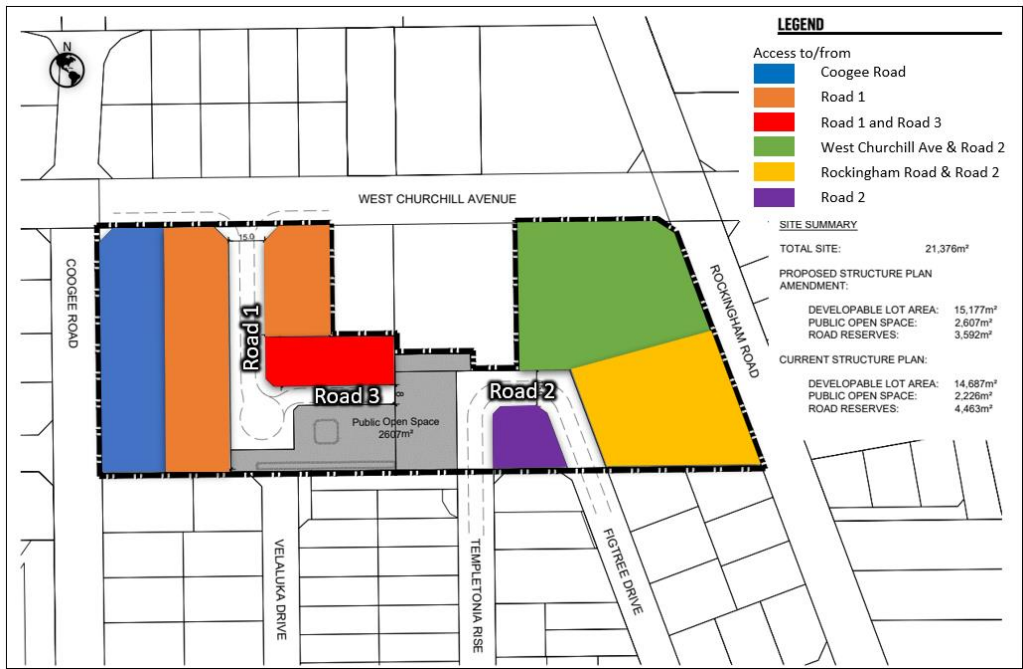 LEGEND
Access to/from
Coogee Road
Road 1
Road 1 and Road 3
West Churchill Ave & Road 2
Rockingham Road & Road 2
Road 2
N
WEST CHURCHILL AVENUE
SITE SUMMARY
TOTAL SITE: 21,376m²
PROPOSED STRUCTURE PLAN
AMENDMENT:
DEVELOPABLE LOT AREA: 15,177m²
PUBLIC OPEN SPACE: 2,607m²
ROAD RESERVES: 3,592m²
CURRENT STRUCTURE PLAN:
DEVELOPABLE LOT AREA: 14,687m²
PUBLIC OPEN SPACE: 2,226m²
ROAD RESERVES: 4,463m²
15.0
COOGEE ROAD
ROCKINGHAM ROAD
Road 1
Road 3
Road 2
8
Public Open Space
2607m²
VELALUKA DRIVE
TEMPLETONIA RISE
FIGTREE DRIVE